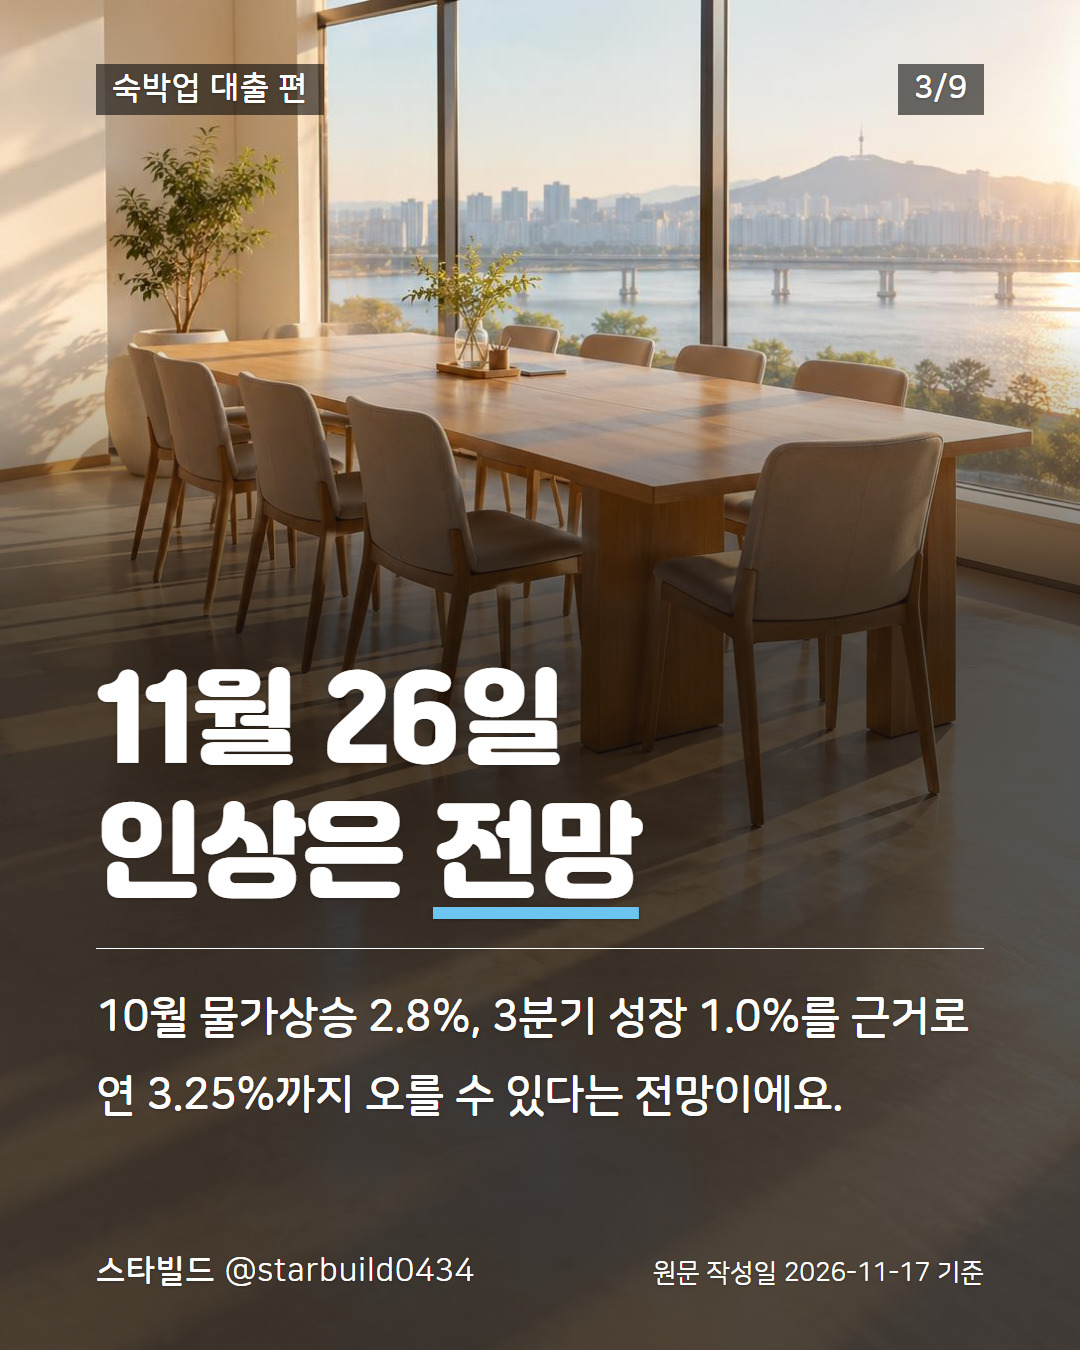 숙박업 대출 편
3/9
11월 26일
인상은 전망
10월 물가상승 2.8%, 3분기 성장 1.0%를 근거로
연 3.25%까지 오를 수 있다는 전망이에요.
스타빌드 @starbuild0434
원문 작성일 2026-11-17 기준